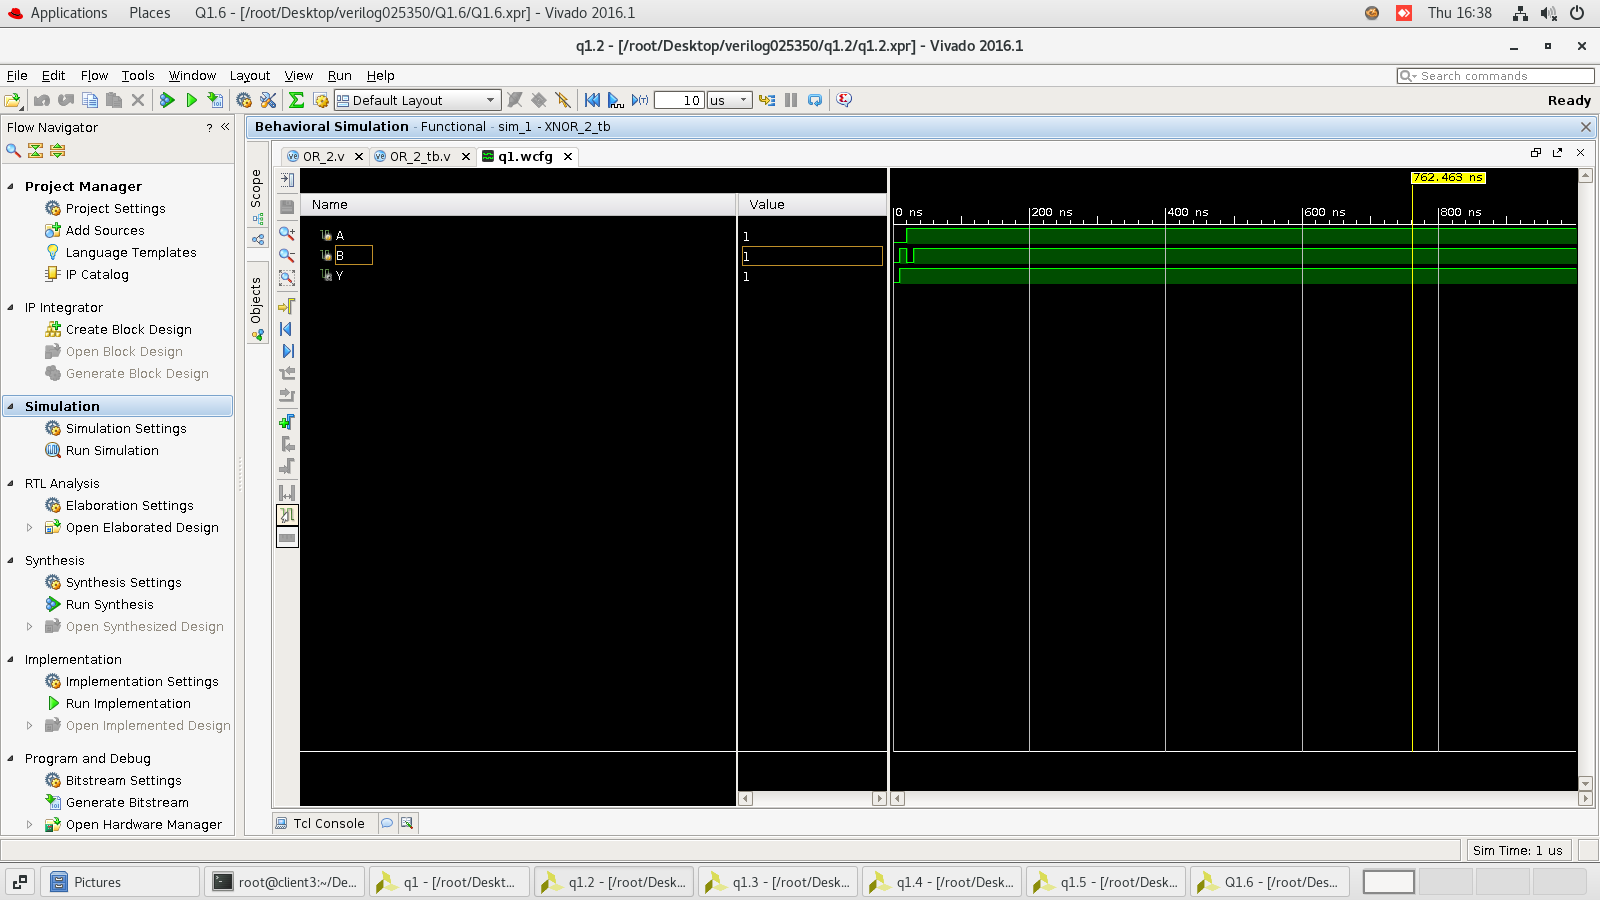 Applications Places Q1.6 - [/root/Desktop/verilog025350/Q1.6/Q1.6.xpr] - Vivado 2016.1 Thu 16:38
q1.2 - [/root/Desktop/verilog025350/q1.2/q1.2.xpr] - Vivado 2016.1
File Edit Flow Tools Window Layout View Run Help Search commands
Default Layout 10 us Ready
Flow Navigator ? «
Behavioral Simulation - Functional - sim_1 - XNOR_2_tb
OR_2.v OR_2_tb.v q1.wcfg
Scope
Objects
Project Manager
Project Settings
Add Sources
Language Templates
IP Catalog
IP Integrator
Create Block Design
Open Block Design
Generate Block Design
Simulation
Simulation Settings
Run Simulation
RTL Analysis
Elaboration Settings
Open Elaborated Design
Synthesis
Synthesis Settings
Run Synthesis
Open Synthesized Design
Implementation
Implementation Settings
Run Implementation
Open Implemented Design
Program and Debug
Bitstream Settings
Generate Bitstream
Open Hardware Manager
Name Value
A 1
B 1
Y 1
762.463 ns
0 ns 200 ns 400 ns 600 ns 800 ns
Tcl Console
Sim Time: 1 us
Pictures root@client3:~/De... q1 - [/root/Deskt... q1.2 - [/root/Desk... q1.3 - [/root/Desk... q1.4 - [/root/Desk... q1.5 - [/root/Desk... Q1.6 - [/root/Des...